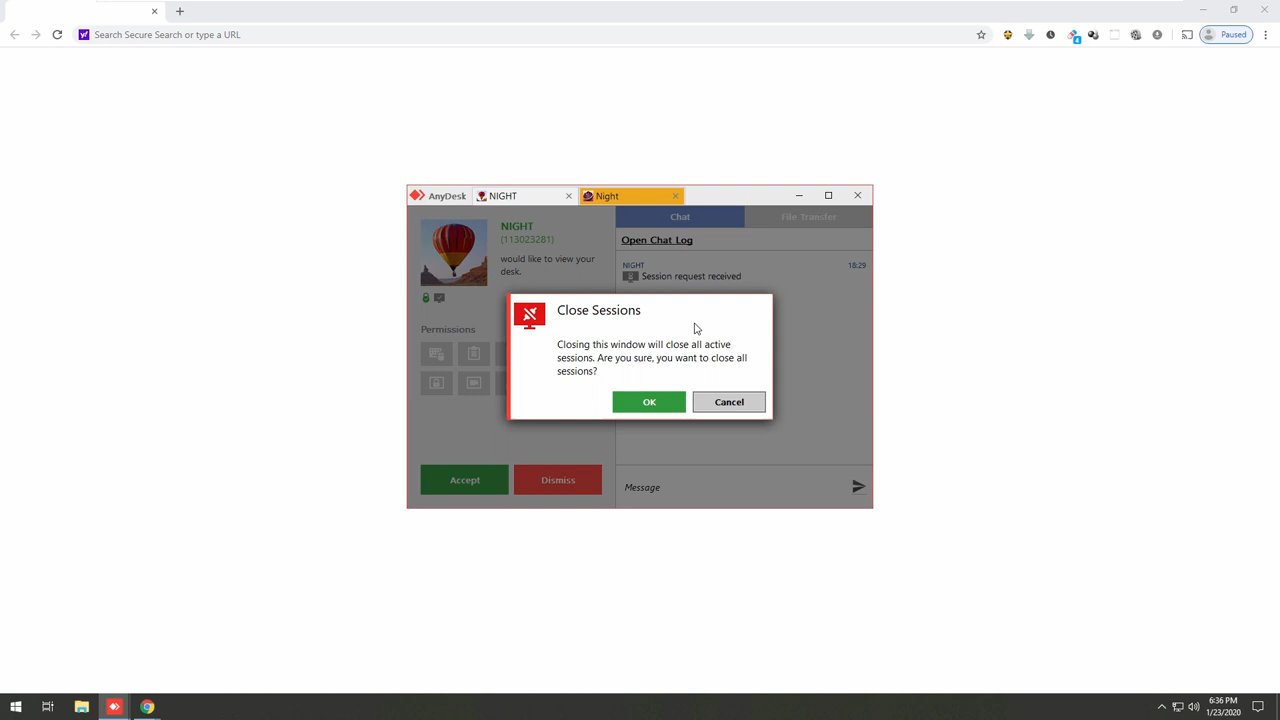 Search Secure Search or type a URL
4
Paused
AnyDesk
NIGHT
Night
NIGHT
(113023281)
would like to view your
desk.
Permissions
Accept
Dismiss
Chat
File Transfer
Open Chat Log
NIGHT
18:29
Session request received
Message
Close Sessions
Closing this window will close all active
sessions. Are you sure, you want to close all
sessions?
OK
Cancel
6:36 PM
1/23/2020